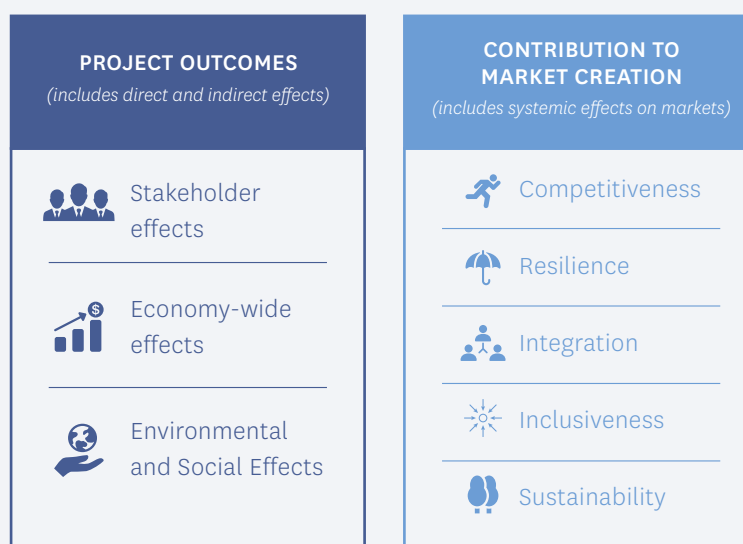 PROJECT OUTCOMES
(includes direct and indirect effects)
Stakeholder
effects
$
Economy-wide
effects
Environmental
and Social Effects
CONTRIBUTION TO
MARKET CREATION
(includes systemic effects on markets)
Competitiveness
Resilience
Integration
Inclusiveness
Sustainability